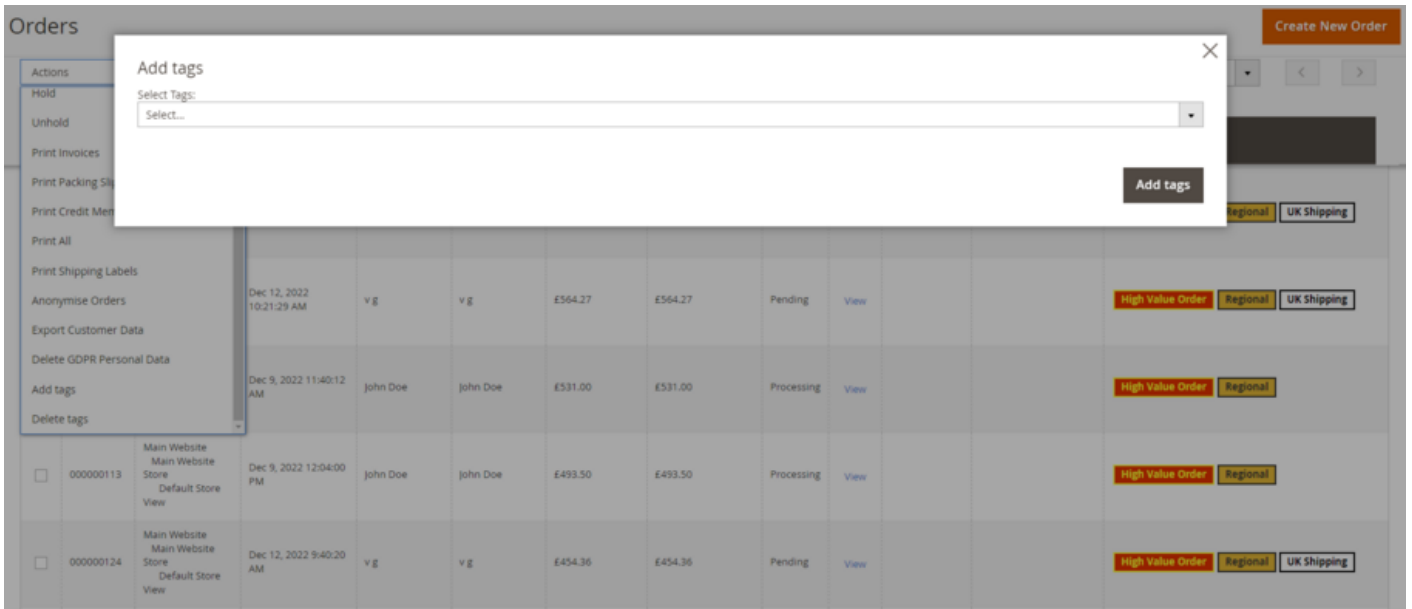 Orders
Create New Order
Add tags
Select Tags:
Select...
Add tags
Actions
Hold
Unhold
Print Invoices
Print Packing
Print Credit
Print All
Print Shipping Labels
Anonymise Orders
Export Customer Data
Delete GDPR Personal Data
Add tags
Delete tags
Regional UK Shipping
Dec 12, 2022
10:21:29 AM
v g v g £564.27 £564.27 Pending View High Value Order Regional UK Shipping
Dec 9, 2022 11:40:12
AM
John Doe John Doe £531.00 £531.00 Processing View High Value Order Regional
000000113
Main Website
Main Website
Store
Default Store
View
Dec 9, 2022 12:04:00
PM
John Doe John Doe £493.50 £493.50 Processing View High Value Order Regional
000000124
Main Website
Main Website
Store
Default Store
View
Dec 12, 2022 9:40:20
AM
v g v g £454.36 £454.36 Pending View High Value Order Regional UK Shipping